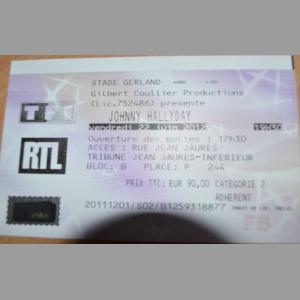 STADE GERLAND
Gilbert Coullier Productions
(Lic.752486) presente
JOHNNY HALLYDAY
vendredi 22 juin 2012 19H30
Ouverture des portes : 17h30
ACCES : RUE JEAN JAURES
TRIBUNE JEAN JAURES-INFERIEUR
BLOC: B PLACE: P 244
PRIX TTC: EUR 90,00 CATEGORIE 2
ADHERENT
20111201/S02/B1259318877
RTL